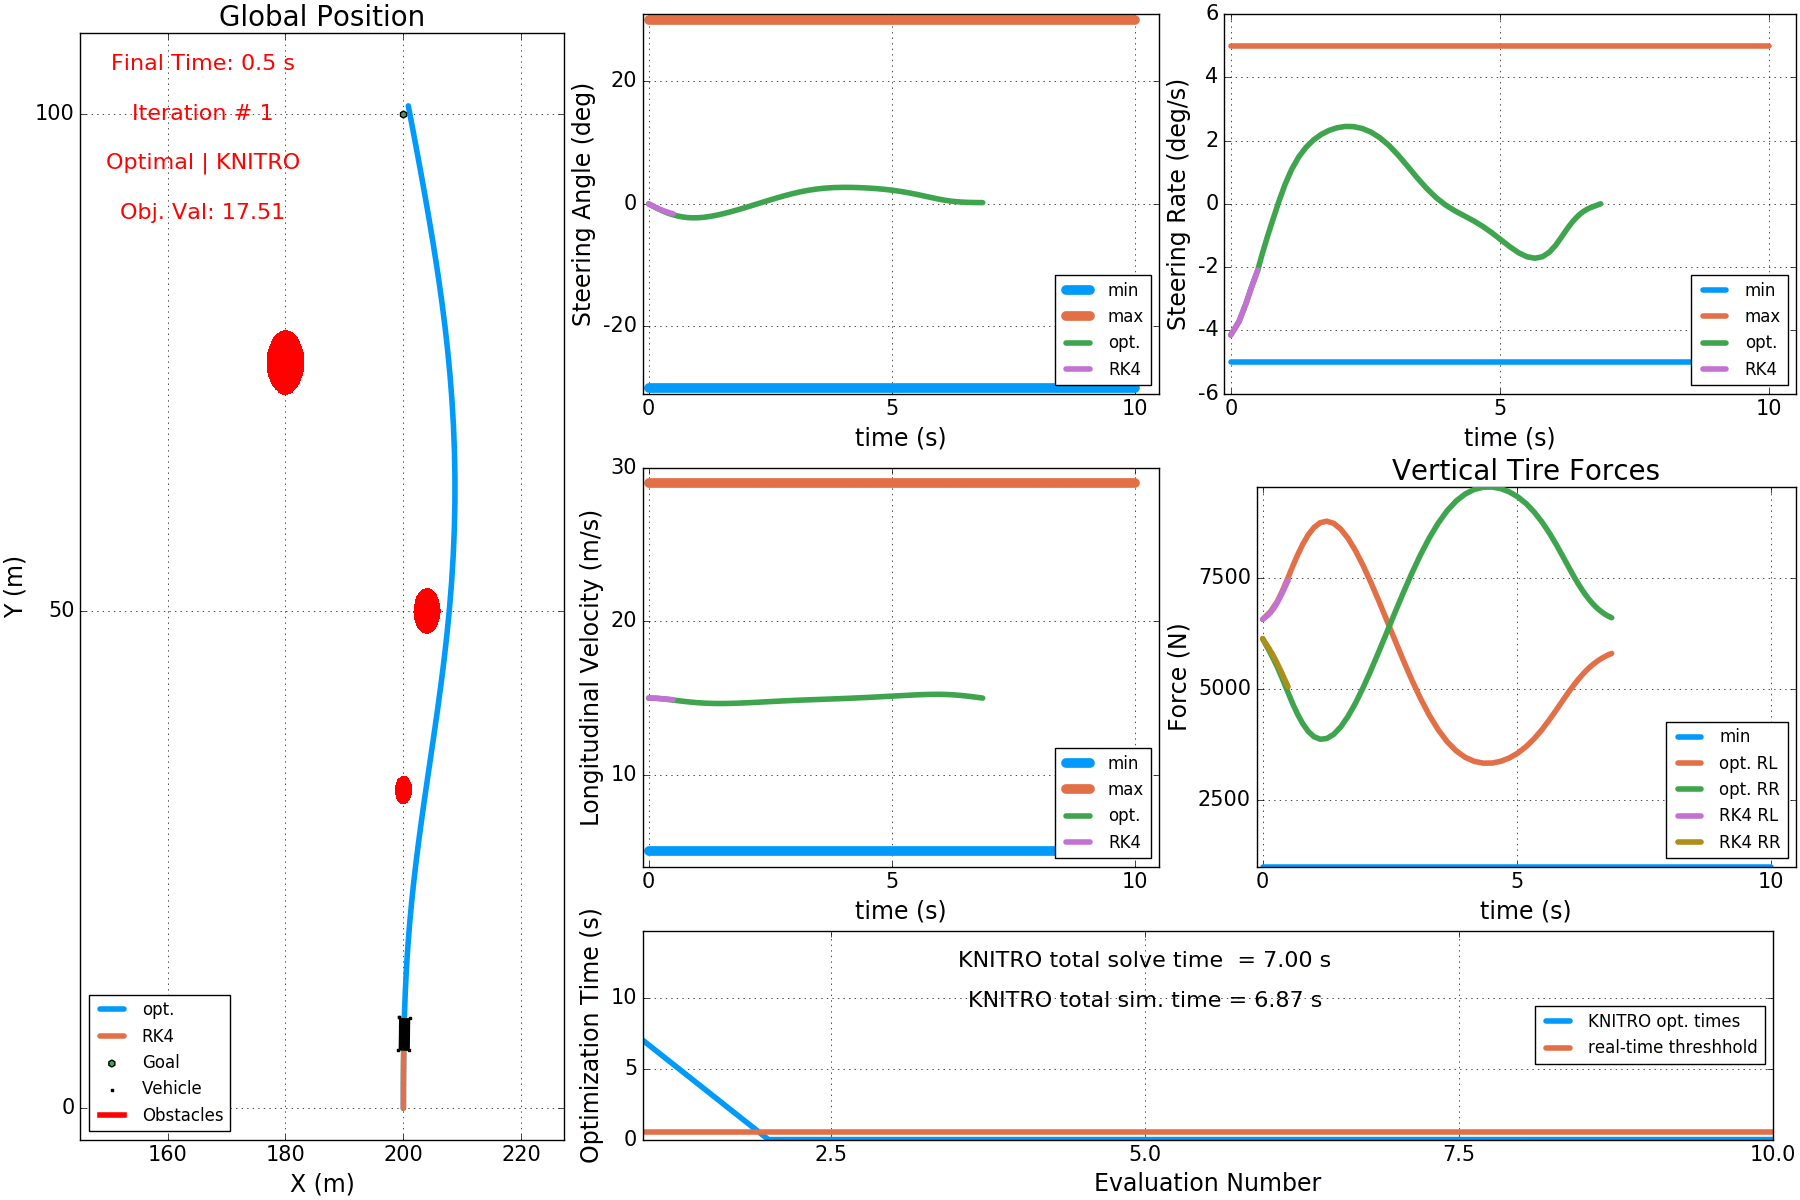 Global Position
Final Time: 0.5 s
Iteration # 1
Optimal | KNITRO
Obj. Val: 17.51
100
50
0
Y (m)
160
180
200
220
X (m)
opt.
RK4
Goal
Vehicle
Obstacles
20
0
-20
Steering Angle (deg)
0
5
10
time (s)
min
max
opt.
RK4
6
4
2
0
-2
-4
-6
Steering Rate (deg/s)
0
5
10
time (s)
min
max
opt.
RK4
30
20
10
Longitudinal Velocity (m/s)
0
5
10
time (s)
min
max
opt.
RK4
Vertical Tire Forces
7500
5000
2500
Force (N)
0
5
10
time (s)
min
opt. RL
opt. RR
RK4 RL
RK4 RR
KNITRO total solve time  = 7.00 s
KNITRO total sim. time = 6.87 s
10
5
0
Optimization Time (s)
2.5
5.0
7.5
10.0
Evaluation Number
KNITRO opt. times
real-time threshhold